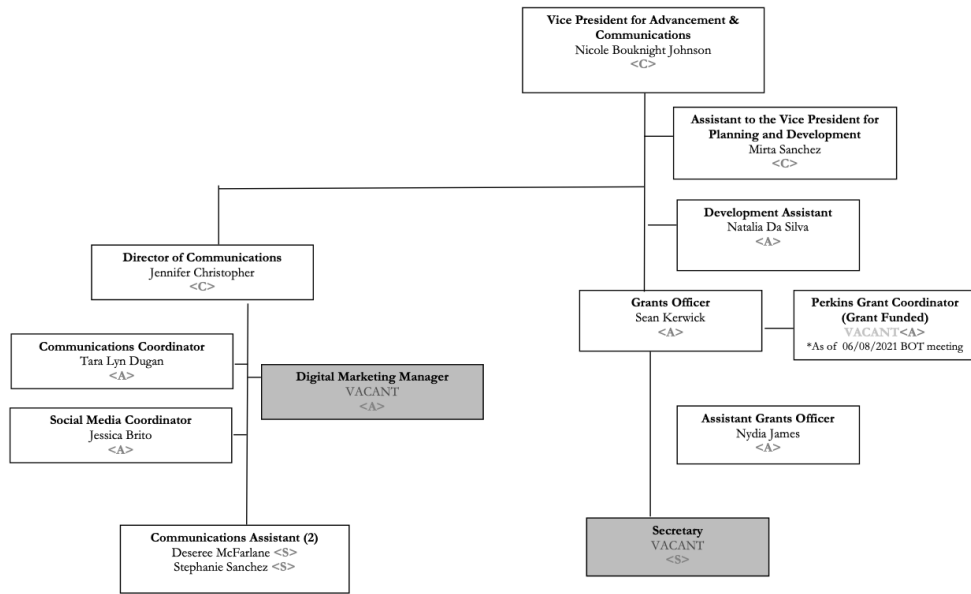 Vice President for Advancement &
Communications
Nicole Bouknight Johnson
<C>
Assistant to the Vice President for
Planning and Development
Mirta Sanchez
<C>
Development Assistant
Natalia Da Silva
<A>
Director of Communications
Jennifer Christopher
<C>
Grants Officer
Sean Kerwick
<A>
Perkins Grant Coordinator
(Grant Funded)
VACANT<A>
*As of 06/08/2021 BOT meeting
Communications Coordinator
Tara Lyn Dugan
<A>
Digital Marketing Manager
VACANT
<A>
Social Media Coordinator
Jessica Brito
<A>
Assistant Grants Officer
Nydia James
<A>
Communications Assistant (2)
Deseree McFarlane <S>
Stephanie Sanchez <S>
Secretary
VACANT
<S>